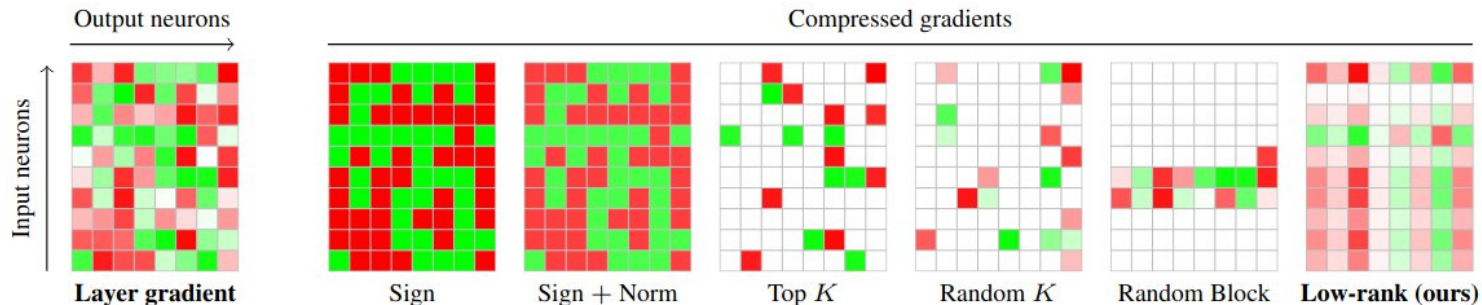 Output neurons
Compressed gradients
Input neurons
Layer gradient
Sign
Sign + Norm
Top K
Random K
Random Block
Low-rank (ours)